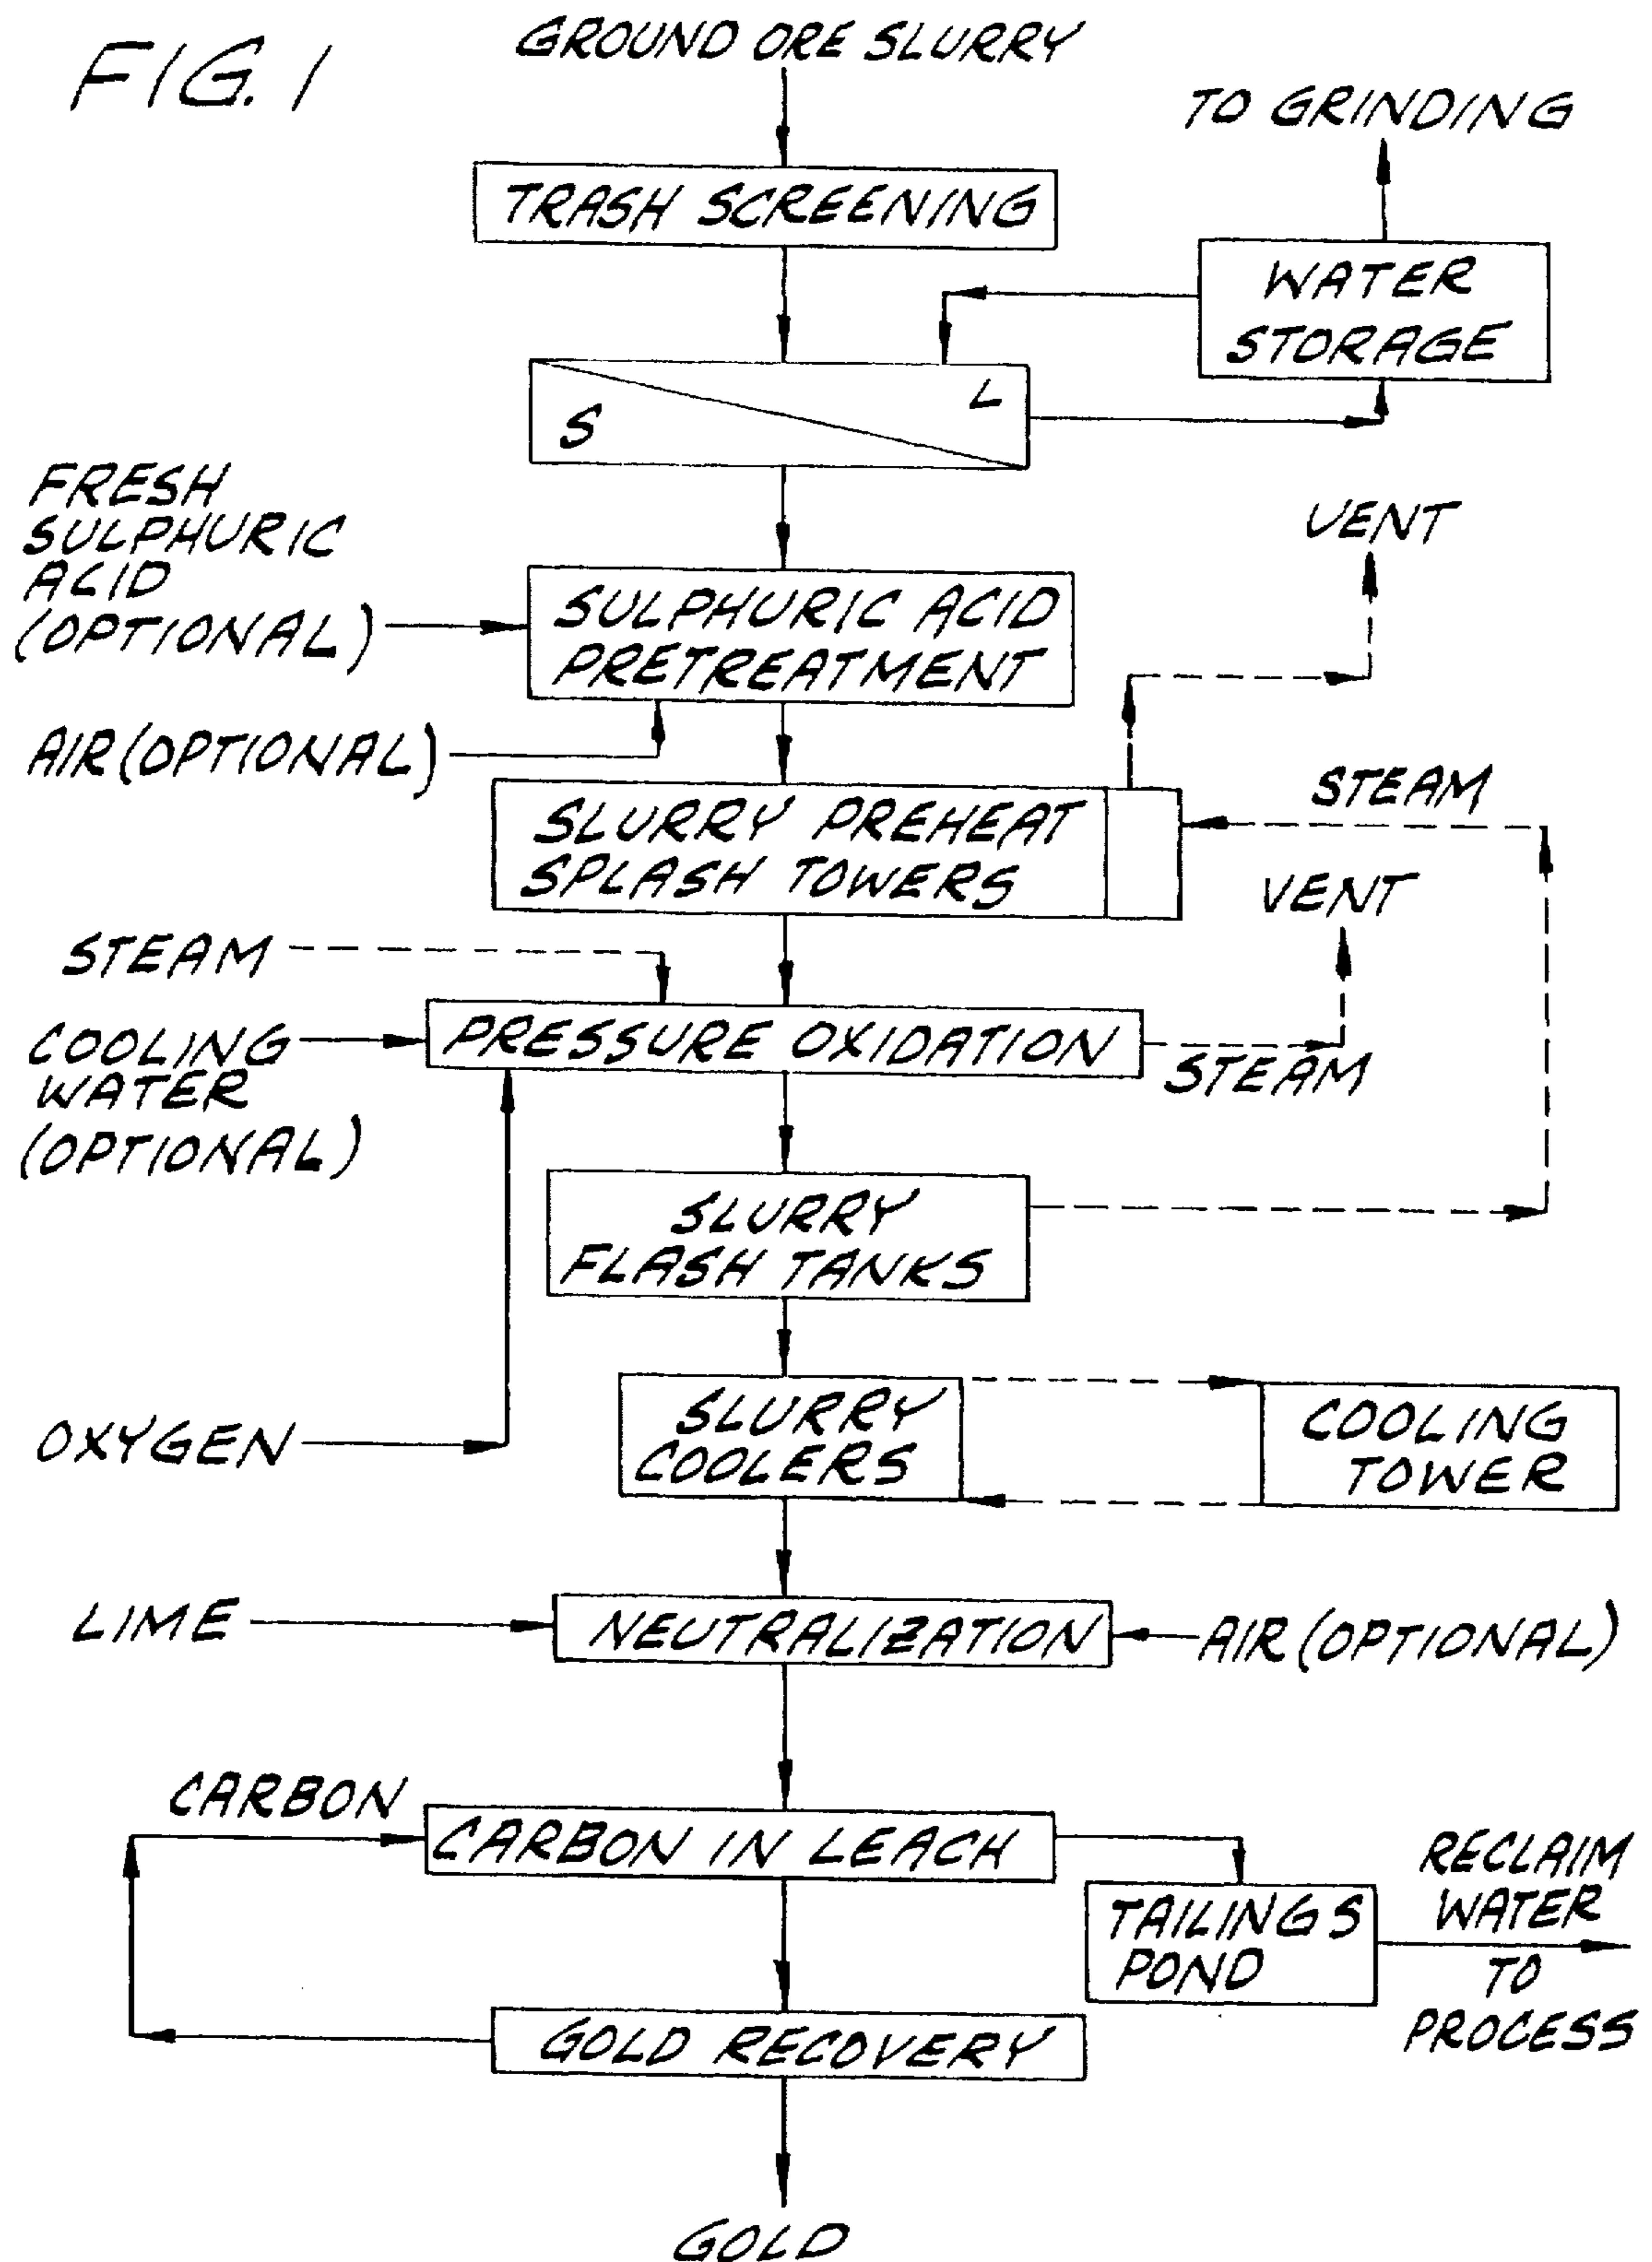 FIG. 1
GROUND ORE SLURRY
TO GRINDING
TRASH SCREENING
WATER
STORAGE
L
S
FRESH
SULPHURIC
ACID
(OPTIONAL)
VENT
SULPHURIC ACID
PRETREATMENT
AIR (OPTIONAL)
STEAM
SLURRY PREHEAT
SPLASH TOWERS
VENT
STEAM
PRESSURE OXIDATION
COOLING
WATER
(OPTIONAL)
STEAM
SLURRY
FLASH TANKS
OXYGEN
SLURRY
COOLERS
COOLING
TOWER
LIME
NEUTRALIZATION
AIR (OPTIONAL)
CARBON
CARBON IN LEACH
TAILINGS
POND
RECLAIM
WATER
TO
PROCESS
GOLD RECOVERY
GOLD